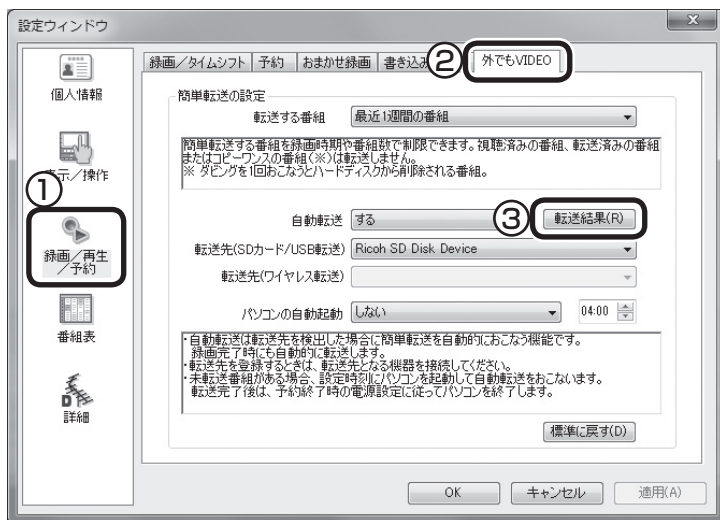 設定ウィンドウ
個人情報
表示／操作
①
録画／再生
／予約
番組表
詳細
録画／タイムシフト
予約
おまかせ録画
書き込み
②
外でもVIDEO
簡単転送の設定
転送する番組
最近1週間の番組
簡単転送する番組を録画時期や番組数で制限できます。視聴済みの番組、転送済みの番組
またはコピーワンスの番組(※)は転送しません。
※ ダビングを1回おこなうとハードディスクから削除される番組。
自動転送
する
③
転送結果(R)
転送先(SDカード/USB転送)
Ricoh SD Disk Device
転送先(ワイヤレス転送)
パソコンの自動起動
しない
04:00
・自動転送は転送先を検出した場合に簡単転送を自動的におこなう機能です。
録画完了時にも自動的に転送します。
・転送先を登録するときは、転送先となる機器を接続してください。
・未転送番組がある場合、設定時刻にパソコンを起動して自動転送をおこないます。
転送完了後は、予約終了時の電源設定に従ってパソコンを終了します。
標準に戻す(D)
OK
キャンセル
適用(A)